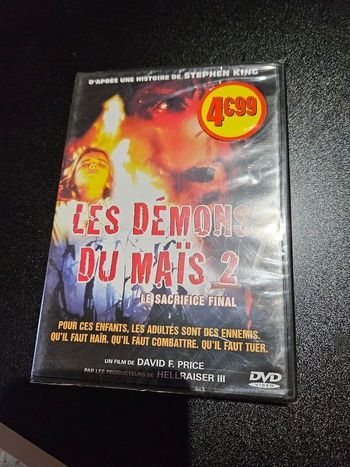 D'APRÈS UNE HISTOIRE DE STEPHEN KING
4€99
LES DÉMONS
DU MAÏS 2
LE SACRIFICE FINAL
POUR CES ENFANTS, LES ADULTES SONT DES ENNEMIS.
QU'IL FAUT HAÏR. QU'IL FAUT COMBATTRE. QU'IL FAUT TUER.
UN FILM DE DAVID F. PRICE
PAR LES PRODUCTEURS DE HELLRAISER III
DVD
VIDEO